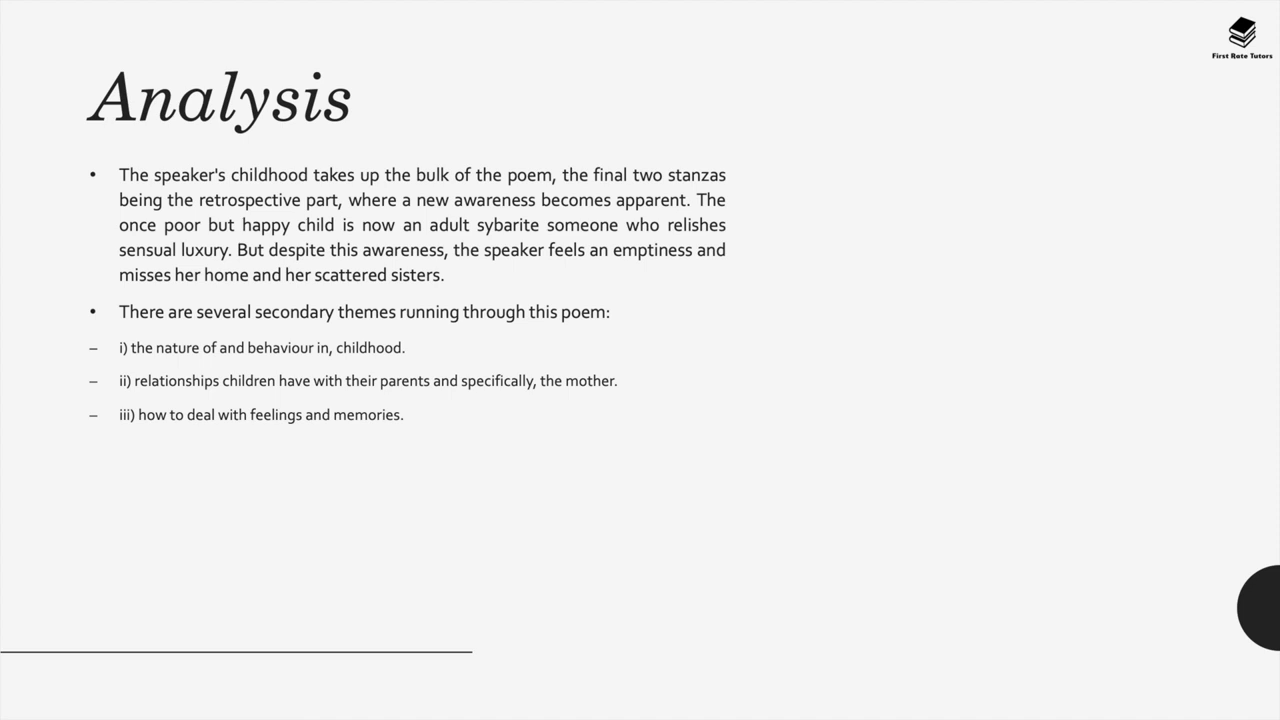 First Rate Tutors
Analysis
• The speaker's childhood takes up the bulk of the poem, the final two stanzas
being the retrospective part, where a new awareness becomes apparent. The
once poor but happy child is now an adult sybarite someone who relishes
sensual luxury. But despite this awareness, the speaker feels an emptiness and
misses her home and her scattered sisters.
• There are several secondary themes running through this poem:
– i) the nature of and behaviour in, childhood.
– ii) relationships children have with their parents and specifically, the mother.
– iii) how to deal with feelings and memories.